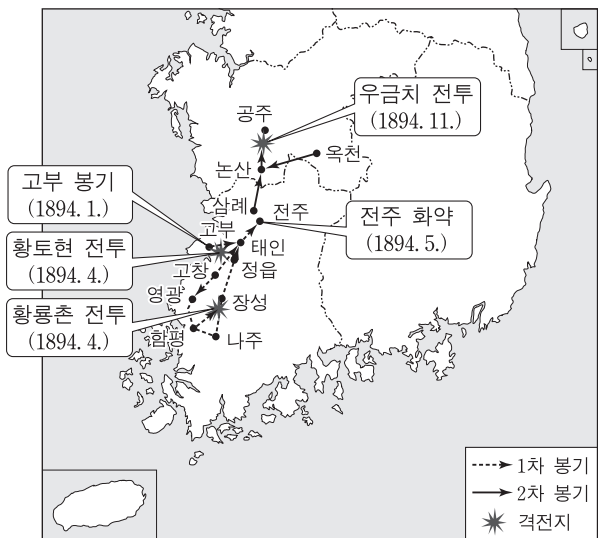 우금치 전투
(1894. 11.)
공주
옥천
논산
고부 봉기
(1894. 1.)
삼례
전주
전주 화약
(1894. 5.)
고부
태인
황토현 전투
(1894. 4.)
정읍
고창
영광
장성
황룡촌 전투
(1894. 4.)
함평
나주
1차 봉기
2차 봉기
격전지